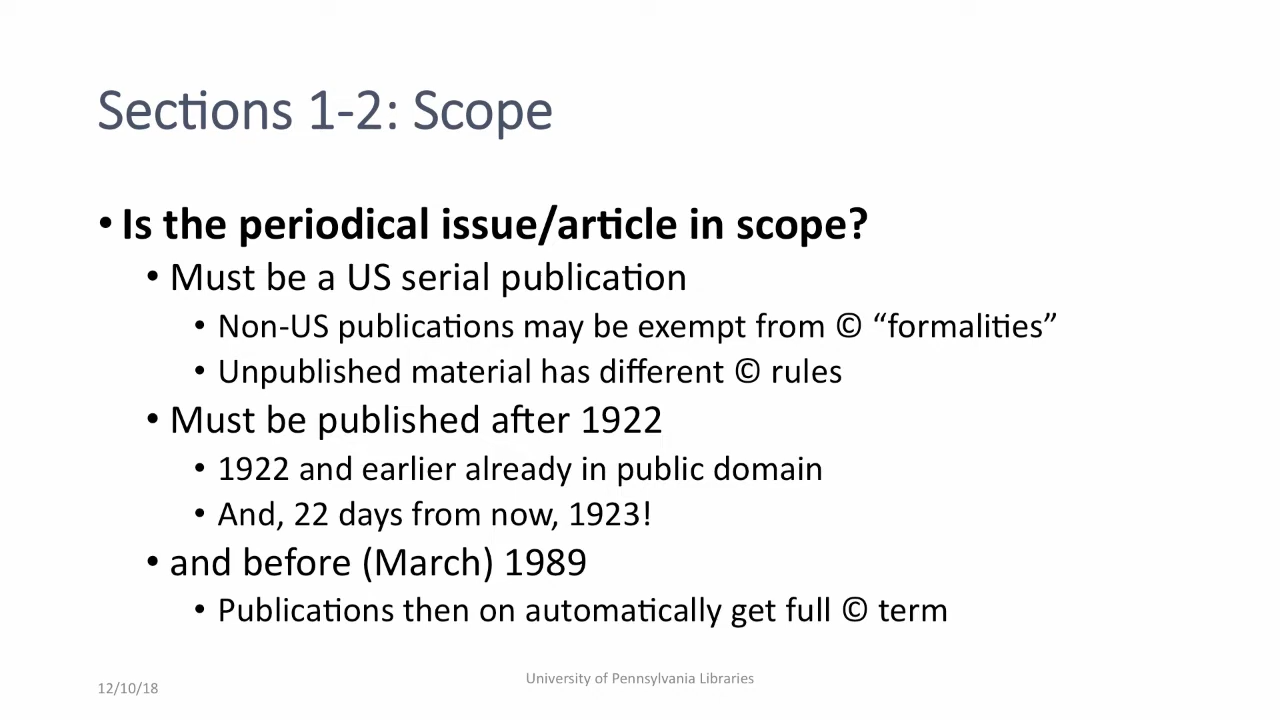 Sections 1-2: Scope
• Is the periodical issue/article in scope?
• Must be a US serial publication
• Non-US publications may be exempt from © “formalities”
• Unpublished material has different © rules
• Must be published after 1922
• 1922 and earlier already in public domain
• And, 22 days from now, 1923!
• and before (March) 1989
• Publications then on automatically get full © term
12/10/18
University of Pennsylvania Libraries